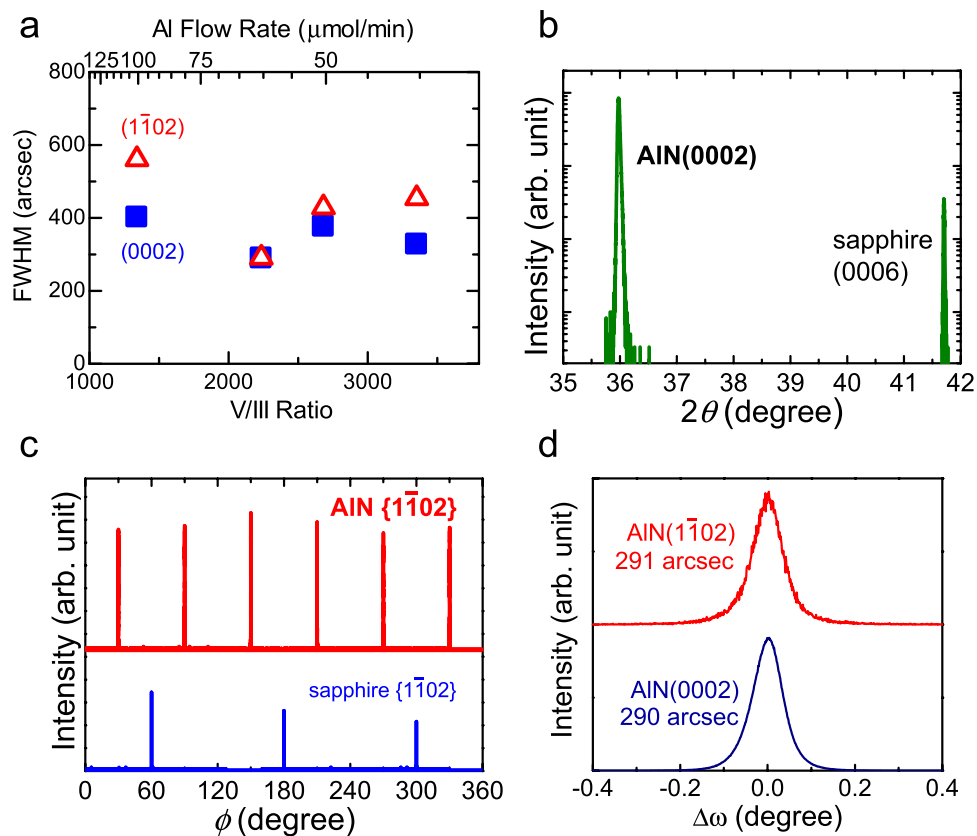 a
Al Flow Rate (μmol/min)
125 100 75 50
800
600
400
200
0
FWHM (arcsec)
(11̅02)
(0002)
1000 2000 3000
V/III Ratio
b
Intensity (arb. unit)
AlN(0002)
sapphire
(0006)
35 36 37 38 39 40 41 42
2θ (degree)
c
Intensity (arb. unit)
AlN {11̅02}
sapphire {11̅02}
0 60 120 180 240 300 360
ϕ (degree)
d
Intensity (arb. unit)
AlN(11̅02)
291 arcsec
AlN(0002)
290 arcsec
-0.4 -0.2 0.0 0.2 0.4
Δω (degree)